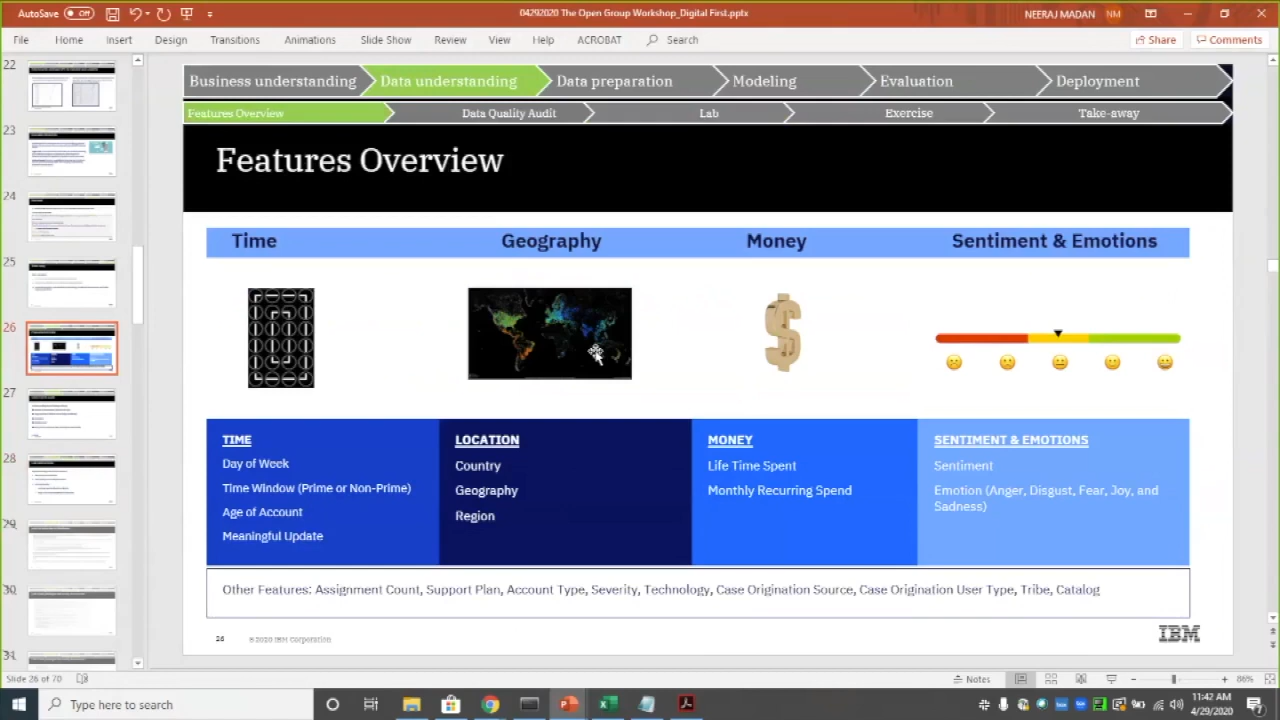 AutoSave Off
04292020 The Open Group Workshop_Digital First.pptx
NEERAJ MADAN NM
File Home Insert Design Transitions Animations Slide Show Review View Help ACROBAT Search Share Comments
22
23
24
25
26
27
28
29
30
31
Business understanding Data understanding Data preparation Modeling Evaluation Deployment
Features Overview Data Quality Audit Lab Exercise Take-away
Features Overview
Time Geography Money Sentiment & Emotions
TIME
Day of Week
Time Window (Prime or Non-Prime)
Age of Account
Meaningful Update
LOCATION
Country
Geography
Region
MONEY
Life Time Spent
Monthly Recurring Spend
SENTIMENT & EMOTIONS
Sentiment
Emotion (Anger, Disgust, Fear, Joy, and
Sadness)
Other Features: Assignment Count, Support Tier, Account Type, Severity, Technology, Case Origination Source, Case Origination User Type, Tribe, Catalog
26 ©2020 IBM Corporation
IBM
Slide 26 of 70
Notes
86%
Type here to search
11:42 AM
4/29/2020